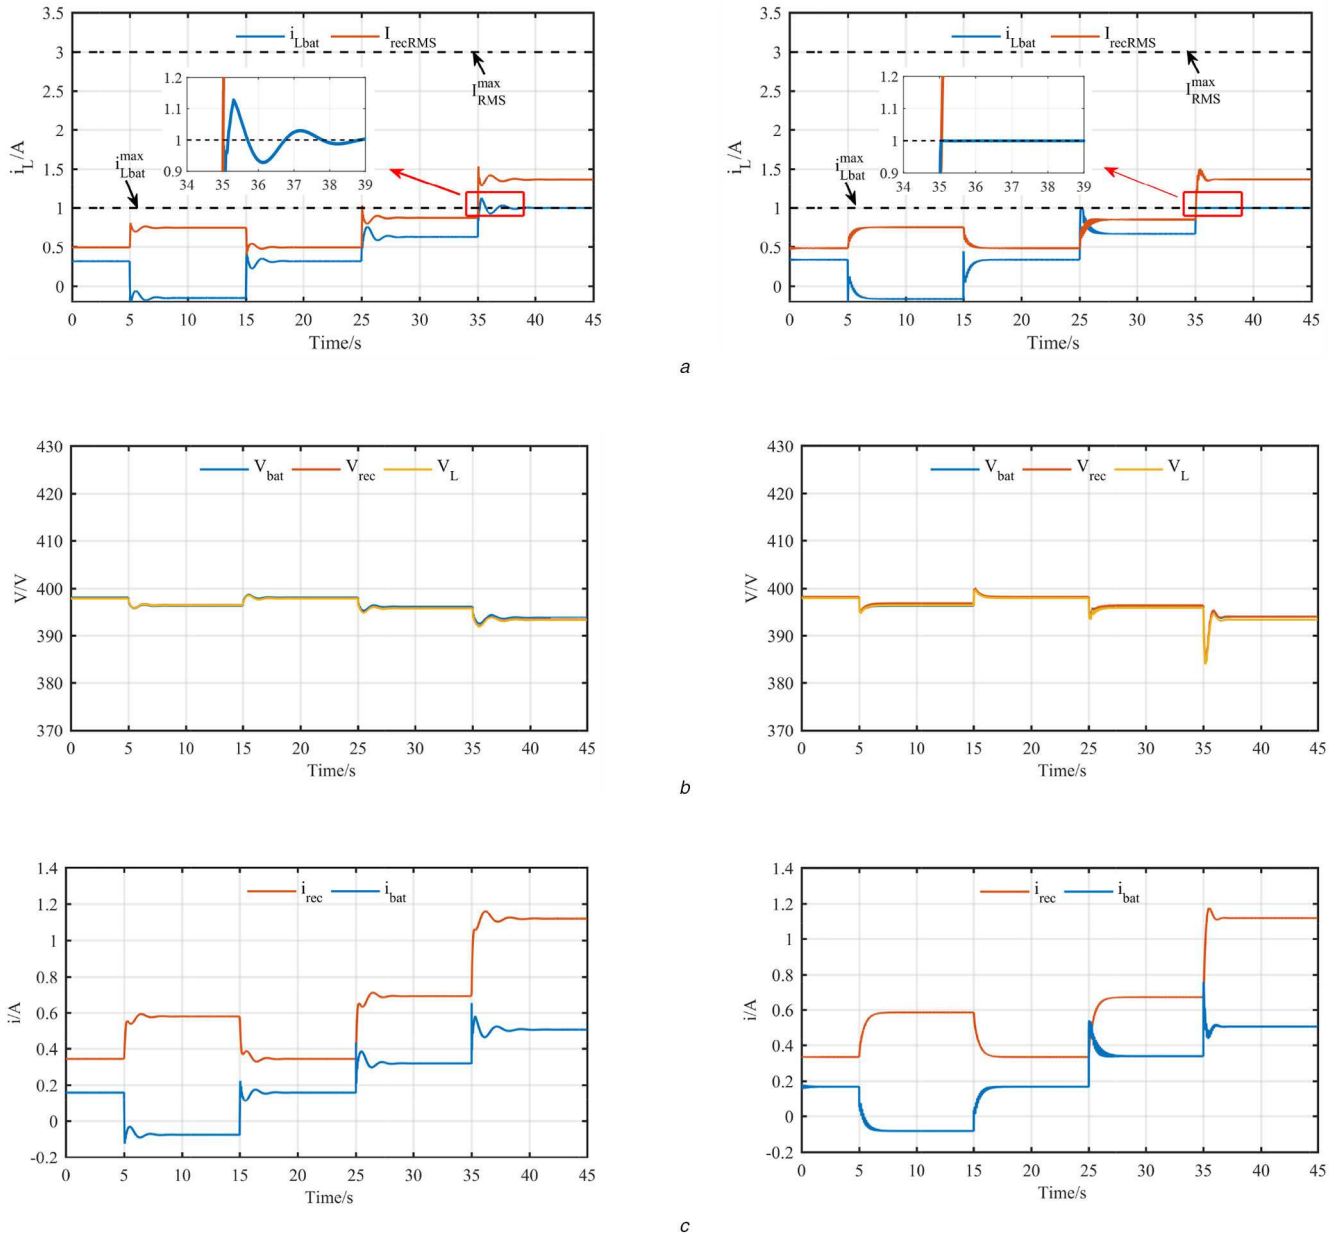 3.5
3
2.5
2
1.5
1
0.5
0
i_L/A
i_Lbat I_recRMS
I_RMS^max
i_Lbat^max
1.2
1.1
1
0.9
34 35 36 37 38 39
0 5 10 15 20 25 30 35 40 45
Time/s
3.5
3
2.5
2
1.5
1
0.5
0
i_L/A
i_Lbat I_recRMS
I_RMS^max
i_Lbat^max
1.2
1.1
1
0.9
34 35 36 37 38 39
0 5 10 15 20 25 30 35 40 45
Time/s
a
430
420
410
400
390
380
370
V/V
V_bat V_rec V_L
0 5 10 15 20 25 30 35 40 45
Time/s
430
420
410
400
390
380
370
V/V
V_bat V_rec V_L
0 5 10 15 20 25 30 35 40 45
Time/s
b
1.4
1.2
1
0.8
0.6
0.4
0.2
0
-0.2
i/A
i_rec i_bat
0 5 10 15 20 25 30 35 40 45
Time/s
1.4
1.2
1
0.8
0.6
0.4
0.2
0
-0.2
i/A
i_rec i_bat
0 5 10 15 20 25 30 35 40 45
Time/s
c